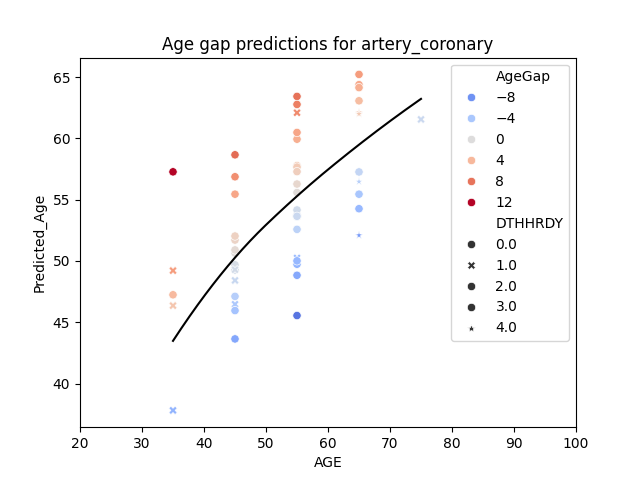 Age gap predictions for artery_coronary
Predicted_Age
65
60
55
50
45
40
20 30 40 50 60 70 80 90 100
AGE
AgeGap
−8
−4
0
4
8
12
DTHHRDY
0.0
1.0
2.0
3.0
4.0